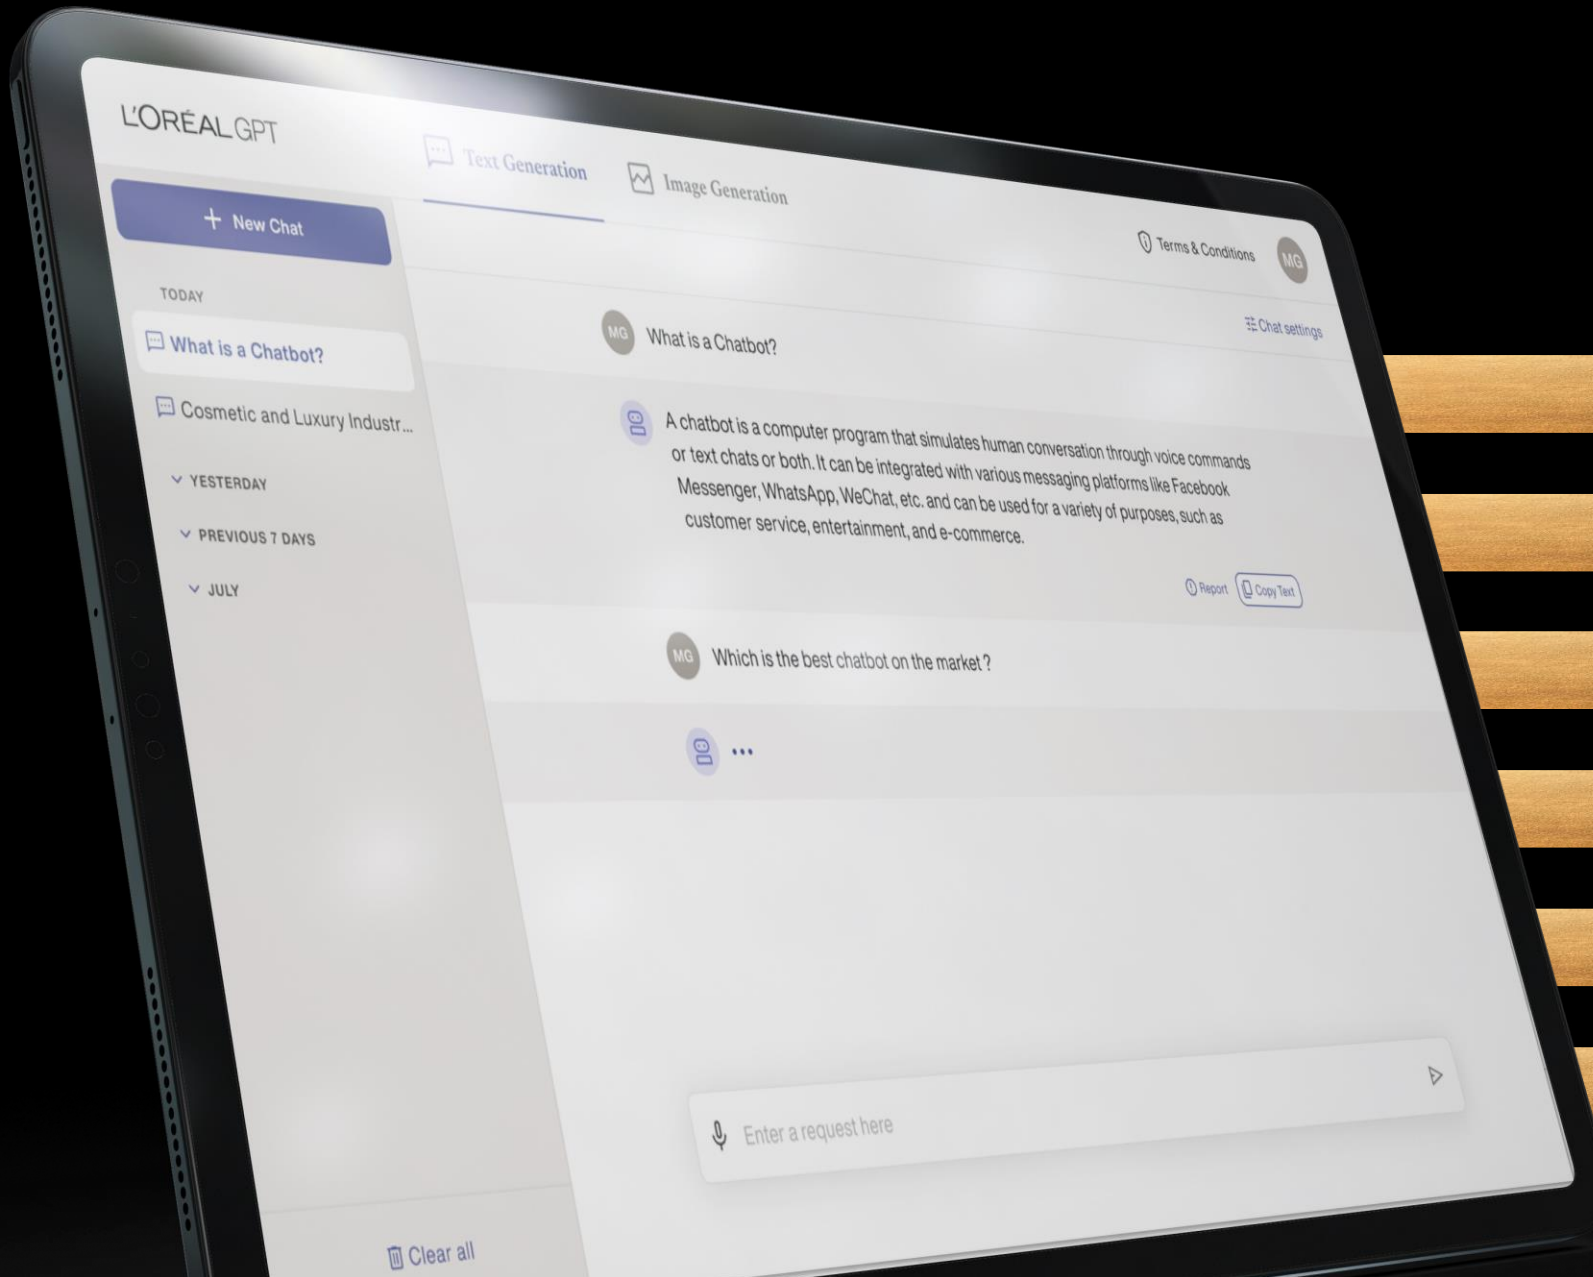 L'ORÉAL GPT
Text Generation
Image Generation
Terms & Conditions
MG
+ New Chat
Chat settings
TODAY
What is a Chatbot?
Cosmetic and Luxury Industr...
YESTERDAY
PREVIOUS 7 DAYS
JULY
Clear all
MG
What is a Chatbot?
A chatbot is a computer program that simulates human conversation through voice commands
or text chats or both. It can be integrated with various messaging platforms like Facebook
Messenger, WhatsApp, WeChat, etc. and can be used for a variety of purposes, such as
customer service, entertainment, and e-commerce.
Report
Copy Text
MG
Which is the best chatbot on the market ?
...
Enter a request here